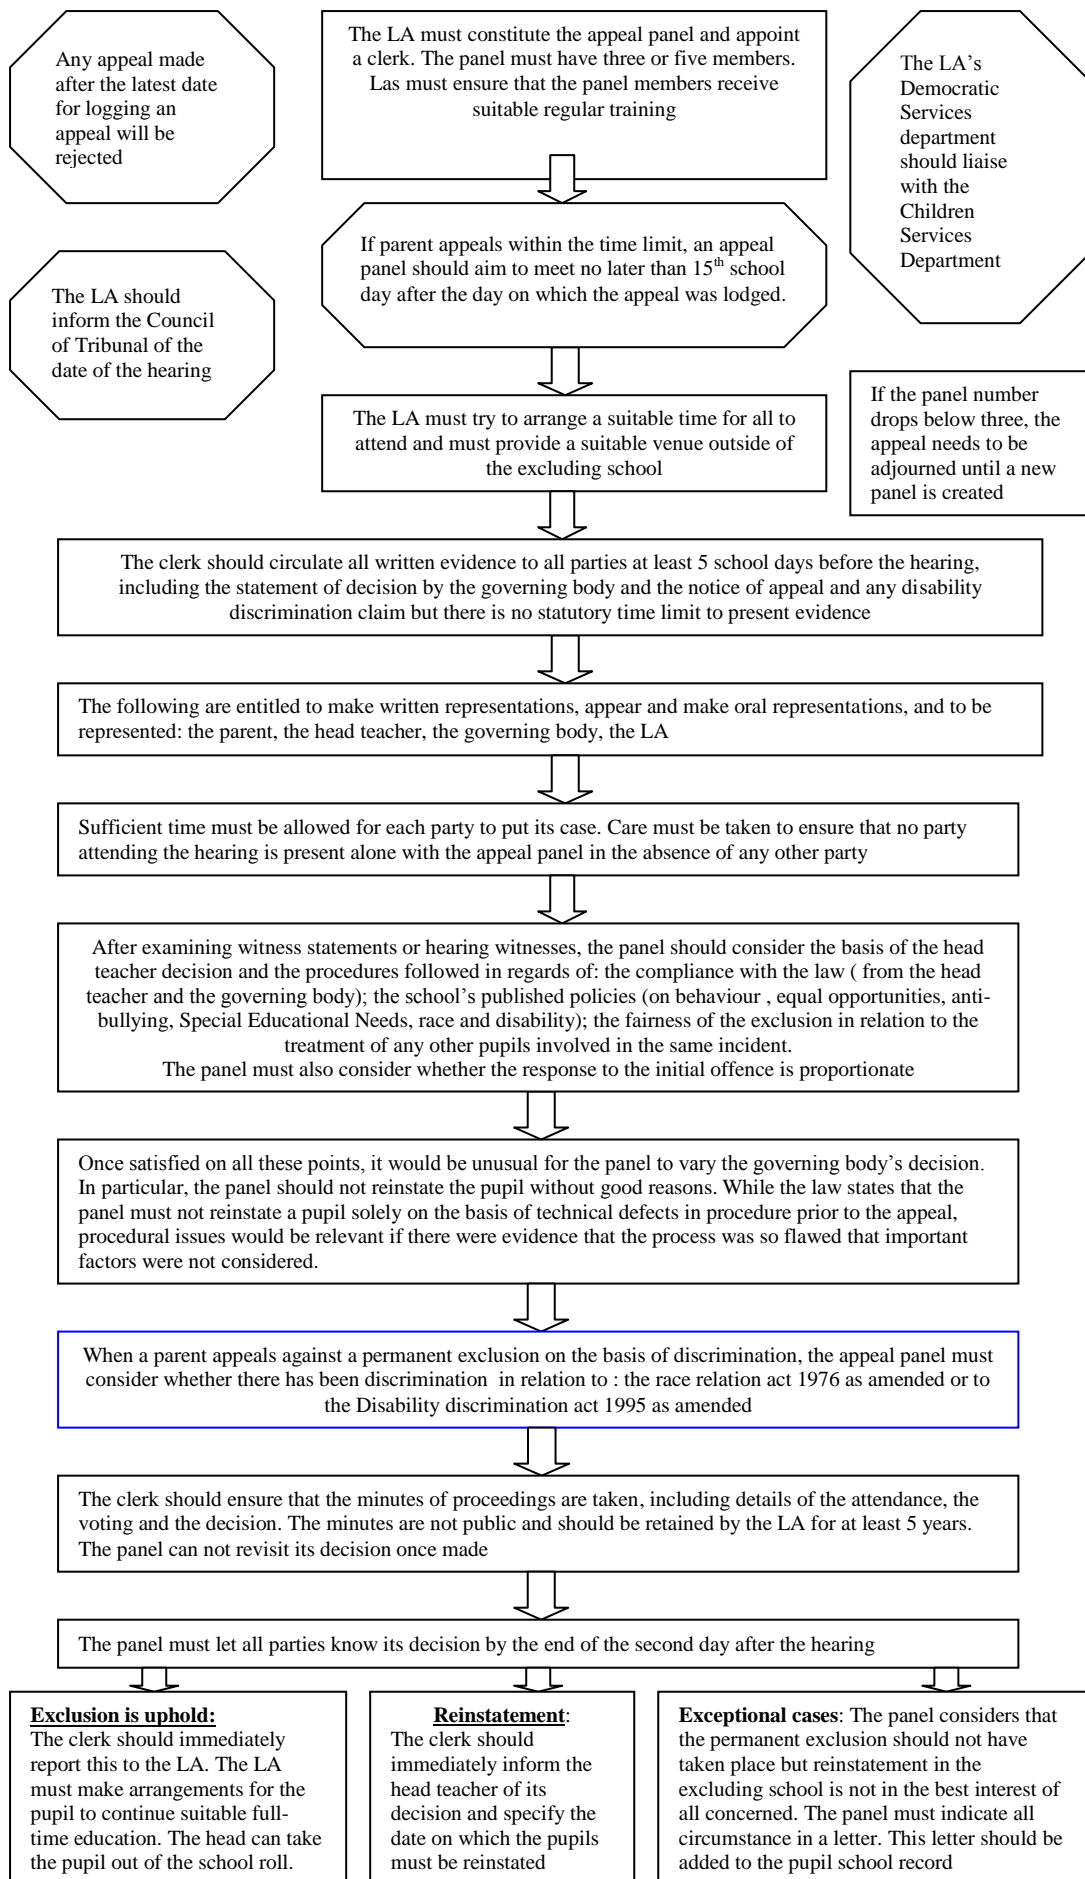 Any appeal made
after the latest date
for logging an
appeal will be
rejected
The LA must constitute the appeal panel and appoint
a clerk. The panel must have three or five members.
Las must ensure that the panel members receive
suitable regular training
The LA’s
Democratic
Services
department
should liaise
with the
Children
Services
Department
If parent appeals within the time limit, an appeal
panel should aim to meet no later than 15th school
day after the day on which the appeal was lodged.
The LA should
inform the Council
of Tribunal of the
date of the hearing
The LA must try to arrange a suitable time for all to
attend and must provide a suitable venue outside of
the excluding school
If the panel number
drops below three, the
appeal needs to be
adjourned until a new
panel is created
The clerk should circulate all written evidence to all parties at least 5 school days before the hearing,
including the statement of decision by the governing body and the notice of appeal and any disability
discrimination claim but there is no statutory time limit to present evidence
The following are entitled to make written representations, appear and make oral representations, and to be
represented: the parent, the head teacher, the governing body, the LA
Sufficient time must be allowed for each party to put its case. Care must be taken to ensure that no party
attending the hearing is present alone with the appeal panel in the absence of any other party
After examining witness statements or hearing witnesses, the panel should consider the basis of the head
teacher decision and the procedures followed in regards of: the compliance with the law ( from the head
teacher and the governing body); the school’s published policies (on behaviour , equal opportunities, anti-
bullying, Special Educational Needs, race and disability); the fairness of the exclusion in relation to the
treatment of any other pupils involved in the same incident.
The panel must also consider whether the response to the initial offence is proportionate
Once satisfied on all these points, it would be unusual for the panel to vary the governing body’s decision.
In particular, the panel should not reinstate the pupil without good reasons. While the law states that the
panel must not reinstate a pupil solely on the basis of technical defects in procedure prior to the appeal,
procedural issues would be relevant if there were evidence that the process was so flawed that important
factors were not considered.
When a parent appeals against a permanent exclusion on the basis of discrimination, the appeal panel must
consider whether there has been discrimination in relation to : the race relation act 1976 as amended or to
the Disability discrimination act 1995 as amended
The clerk should ensure that the minutes of proceedings are taken, including details of the attendance, the
voting and the decision. The minutes are not public and should be retained by the LA for at least 5 years.
The panel can not revisit its decision once made
The panel must let all parties know its decision by the end of the second day after the hearing
Exclusion is uphold:
The clerk should immediately
report this to the LA. The LA
must make arrangements for the
pupil to continue suitable full-
time education. The head can take
the pupil out of the school roll.
Reinstatement:
The clerk should
immediately inform the
head teacher of its
decision and specify the
date on which the pupils
must be reinstated
Exceptional cases: The panel considers that
the permanent exclusion should not have
taken place but reinstatement in the
excluding school is not in the best interest of
all concerned. The panel must indicate all
circumstance in a letter. This letter should be
added to the pupil school record